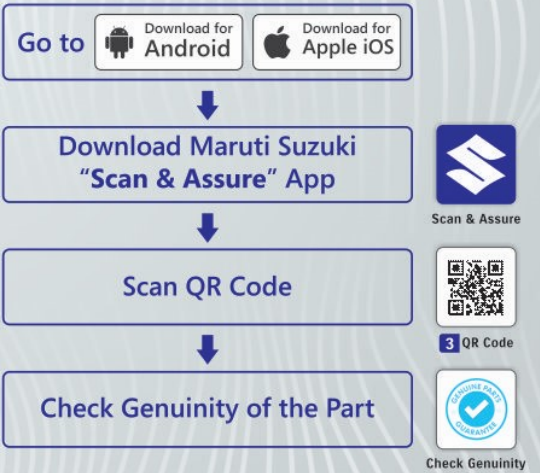 Go to
Download for
Android
Download for
Apple iOS
Download Maruti Suzuki
“Scan & Assure” App
Scan & Assure
Scan QR Code
3 QR Code
Check Genuinity of the Part
GENUINE PARTS
GUARANTEE
Check Genuinity